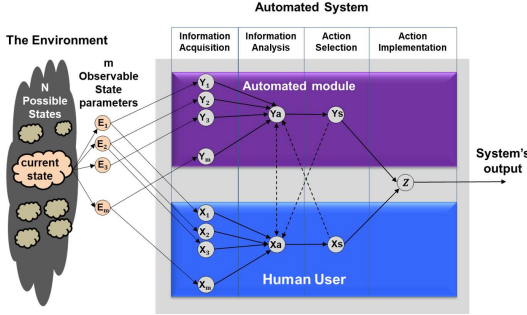 Automated System
The Environment
Information
Acquisition
Information
Analysis
Action
Selection
Action
Implementation
m
Observable
State
parameters
N
Possible
States
current
state
E1
E2
E3
Em
Automated module
Y1
Y2
Y3
Ym
Ya
Ys
Z
System's
output
X1
X2
X3
Xm
Xa
Xs
Human User